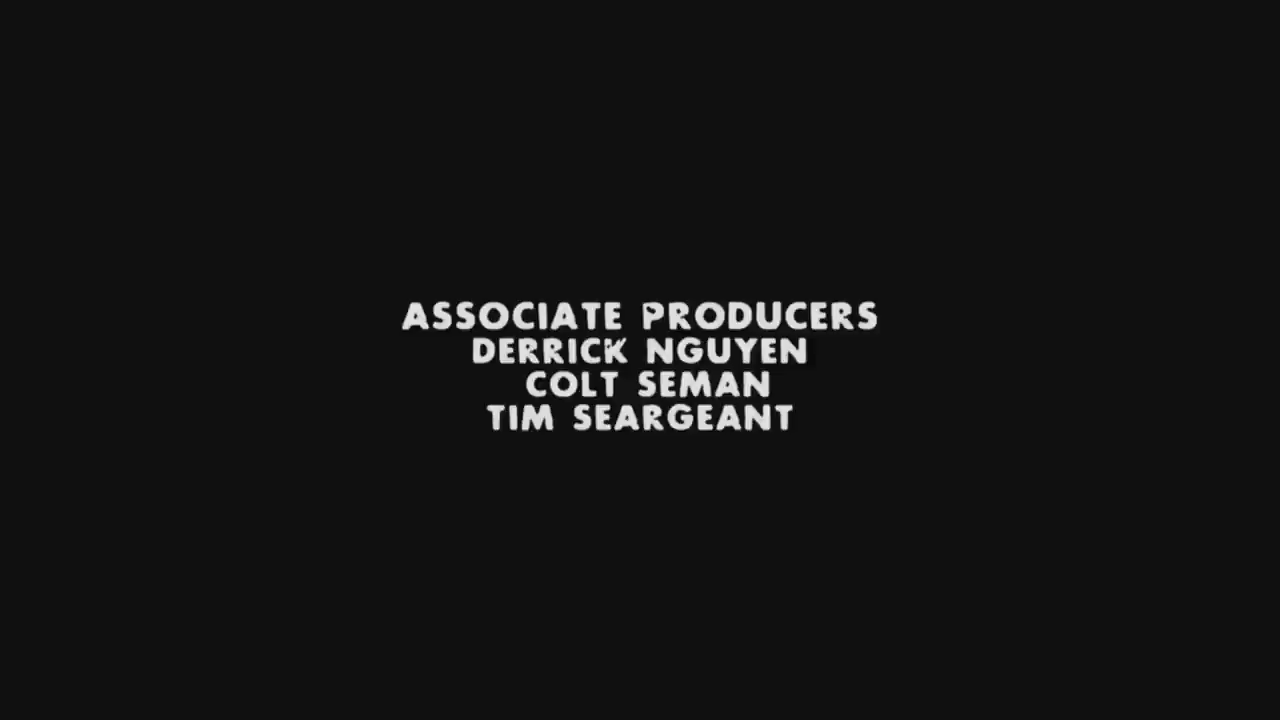 ASSOCIATE PRODUCERS
DERRICK NGUYEN
COLT SEMAN
TIM SEARGEANT